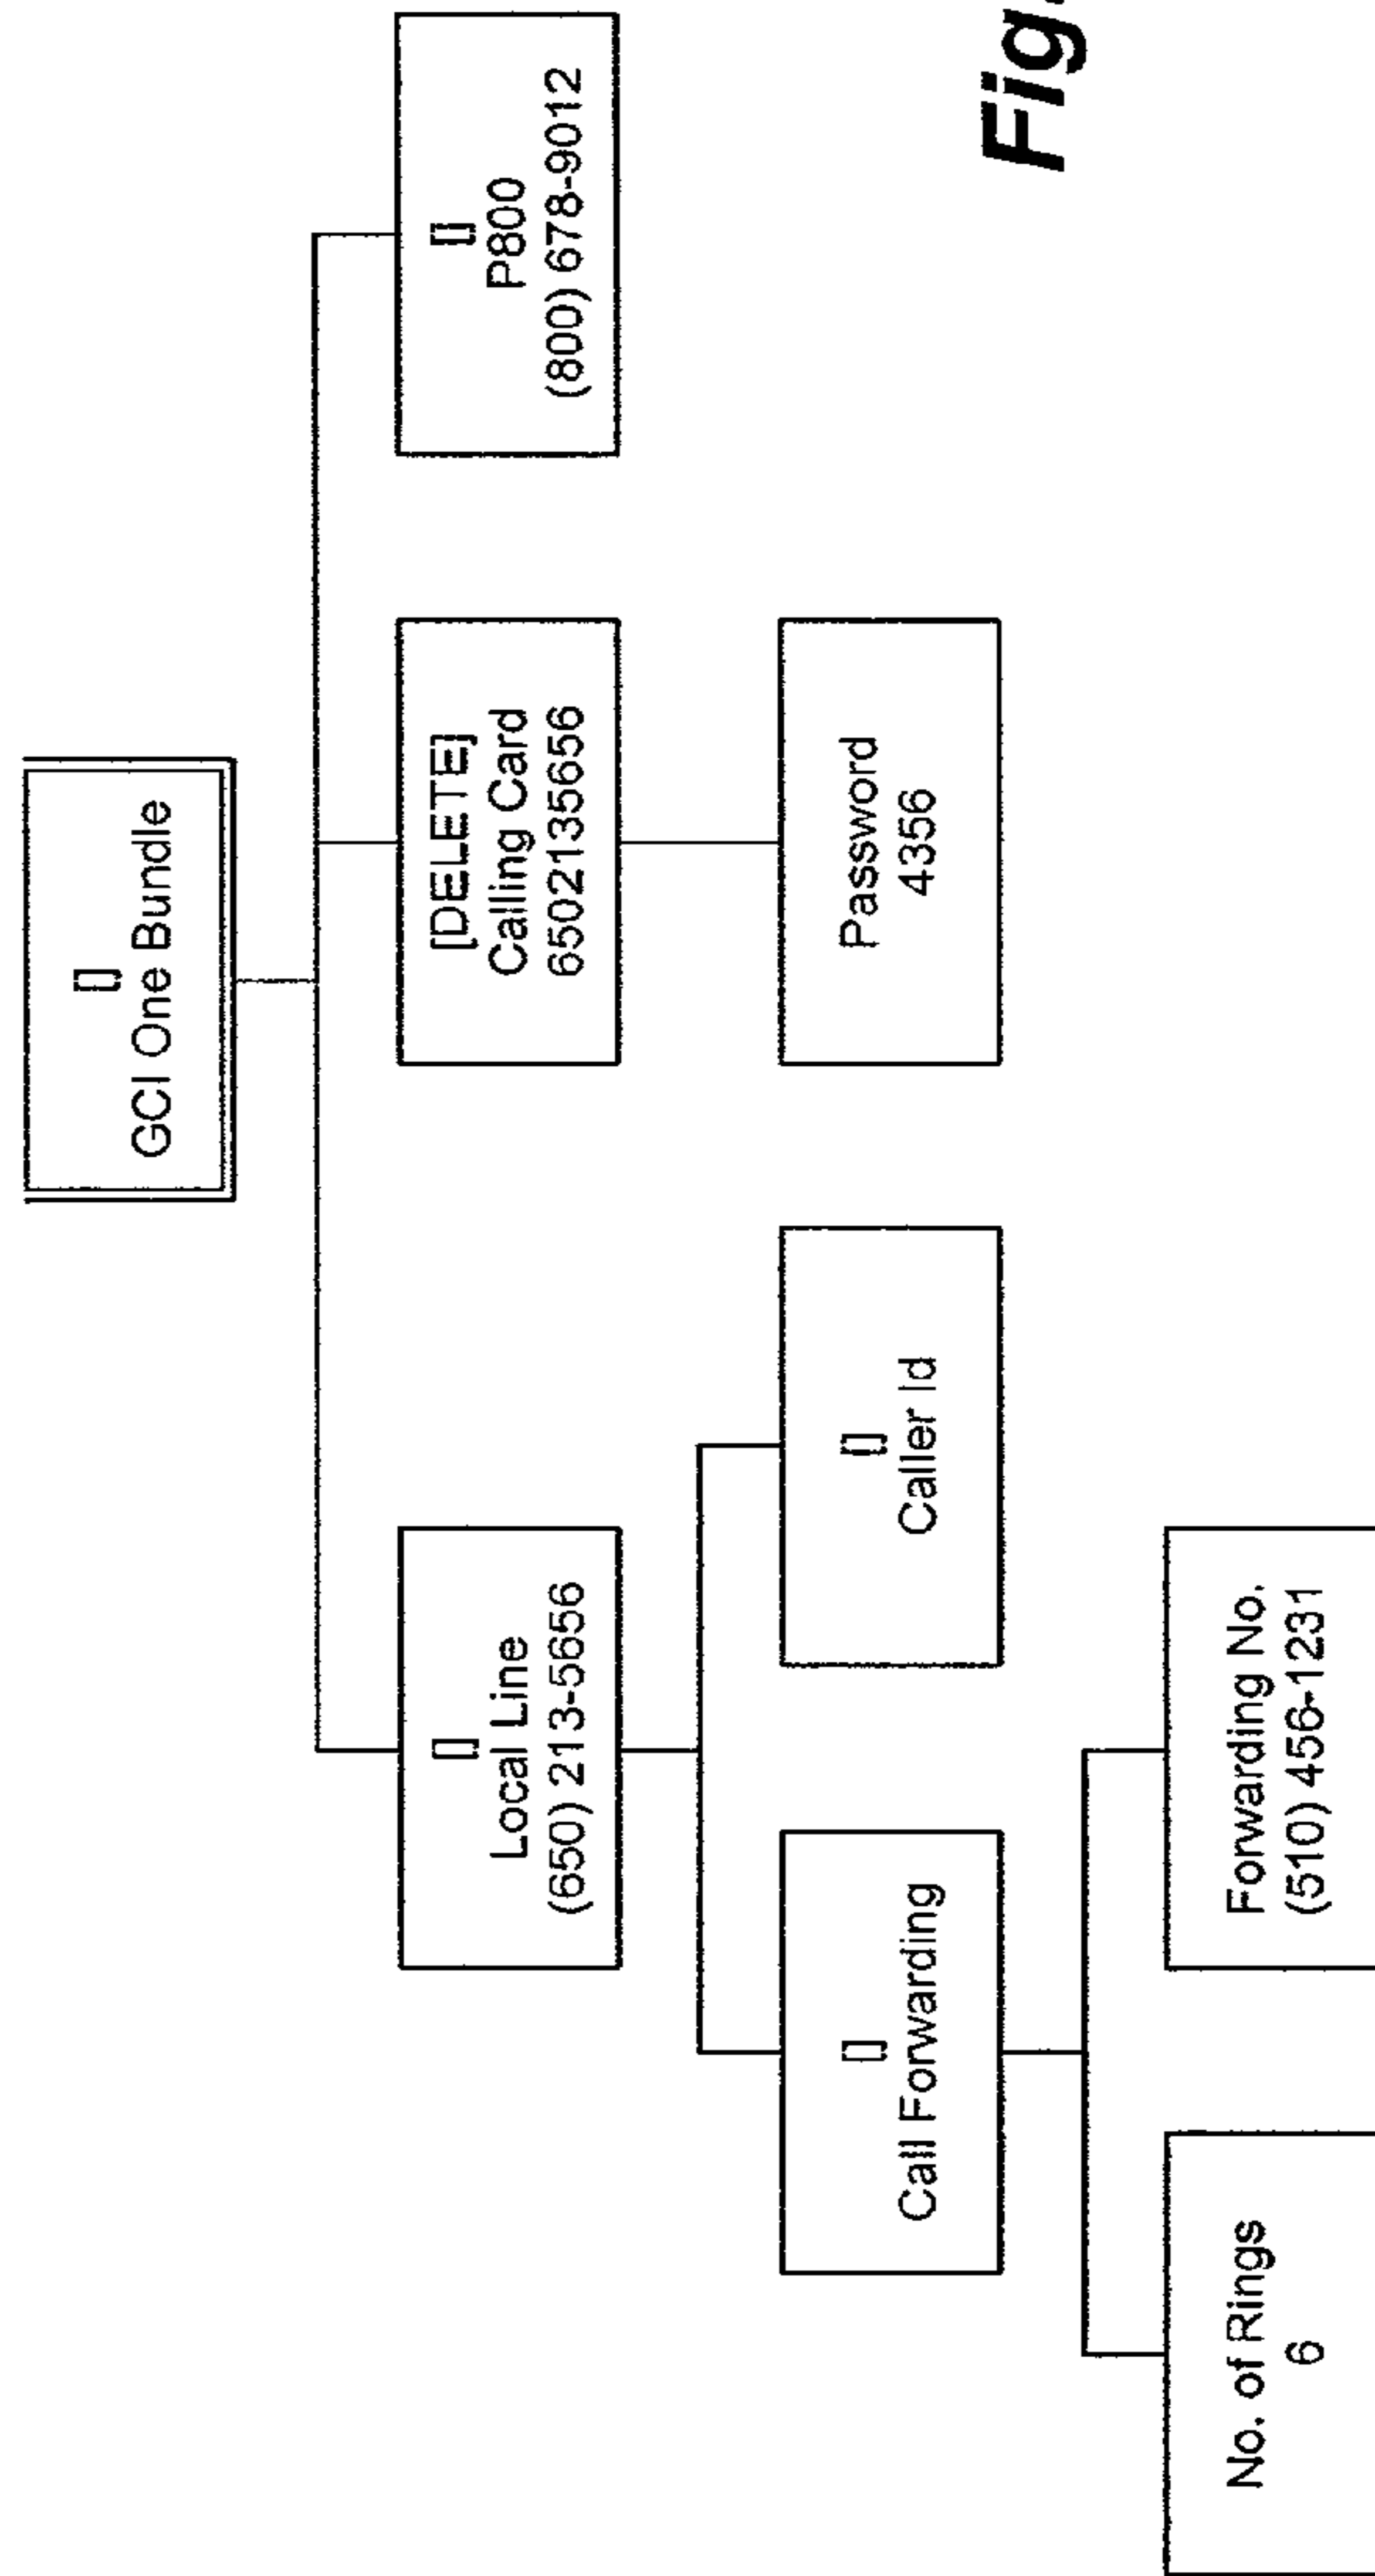 []
GCI One Bundle
[]
Local Line
(650) 213-5656
[DELETE]
Calling Card
6502135656
[]
P800
(800) 678-9012
[]
Call Forwarding
[]
Caller Id
Password
4356
No. of Rings
6
Forwarding No.
(510) 456-1231
Fig.